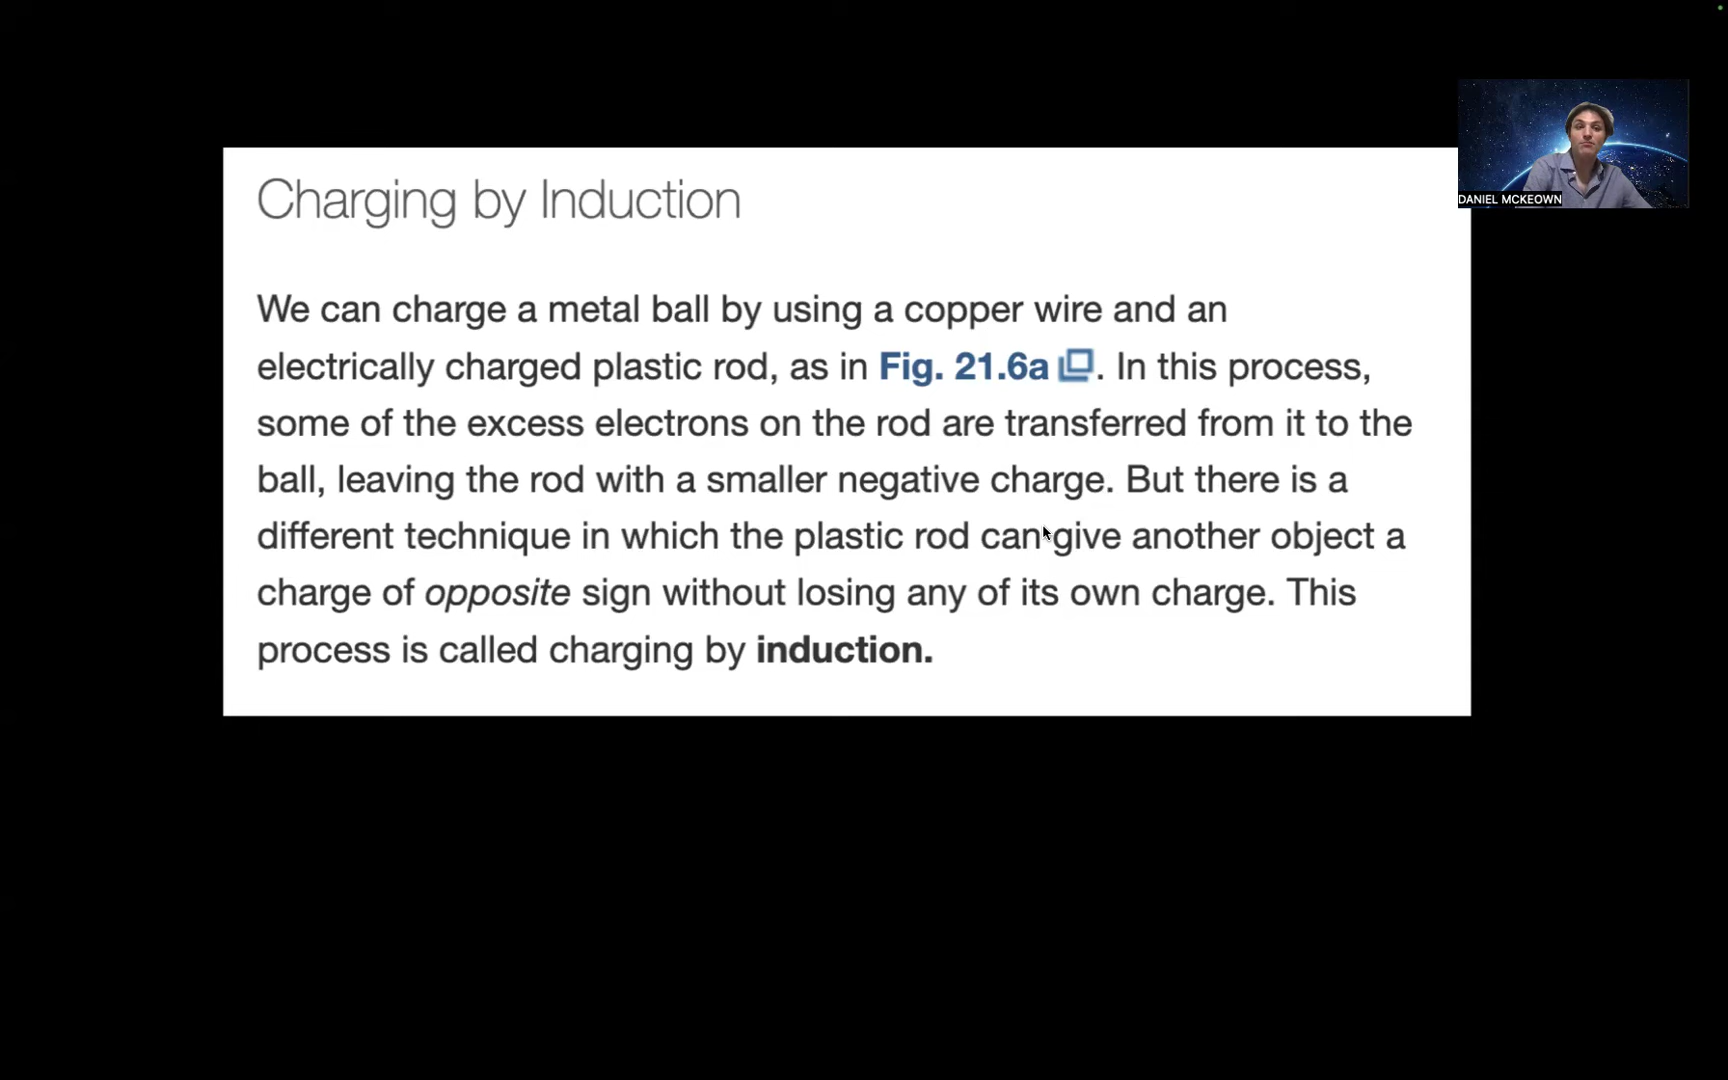 Charging by Induction
We can charge a metal ball by using a copper wire and an
electrically charged plastic rod, as in Fig. 21.6a. In this process,
some of the excess electrons on the rod are transferred from it to the
ball, leaving the rod with a smaller negative charge. But there is a
different technique in which the plastic rod can give another object a
charge of opposite sign without losing any of its own charge. This
process is called charging by induction.
DANIEL MCKEOWN